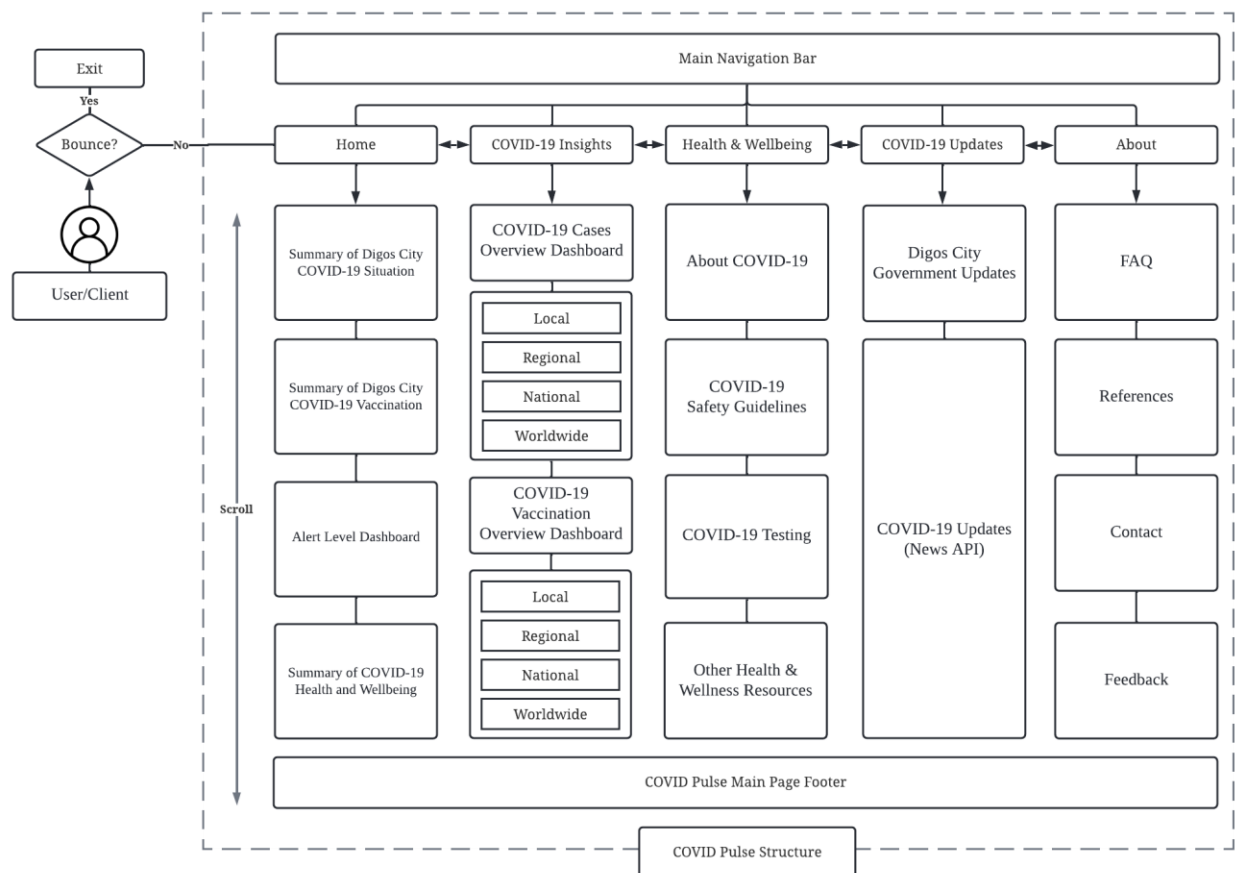 Main Navigation Bar
Exit
Yes
Bounce?
No
User/Client
Home
COVID-19 Insights
Health & Wellbeing
COVID-19 Updates
About
Scroll
Summary of Digos City
COVID-19 Situation
Summary of Digos City
COVID-19 Vaccination
Alert Level Dashboard
Summary of COVID-19
Health and Wellbeing
COVID-19 Cases
Overview Dashboard
Local
Regional
National
Worldwide
COVID-19
Vaccination
Overview Dashboard
Local
Regional
National
Worldwide
About COVID-19
COVID-19
Safety Guidelines
COVID-19 Testing
Other Health &
Wellness Resources
Digos City
Government Updates
COVID-19 Updates
(News API)
FAQ
References
Contact
Feedback
COVID Pulse Main Page Footer
COVID Pulse Structure